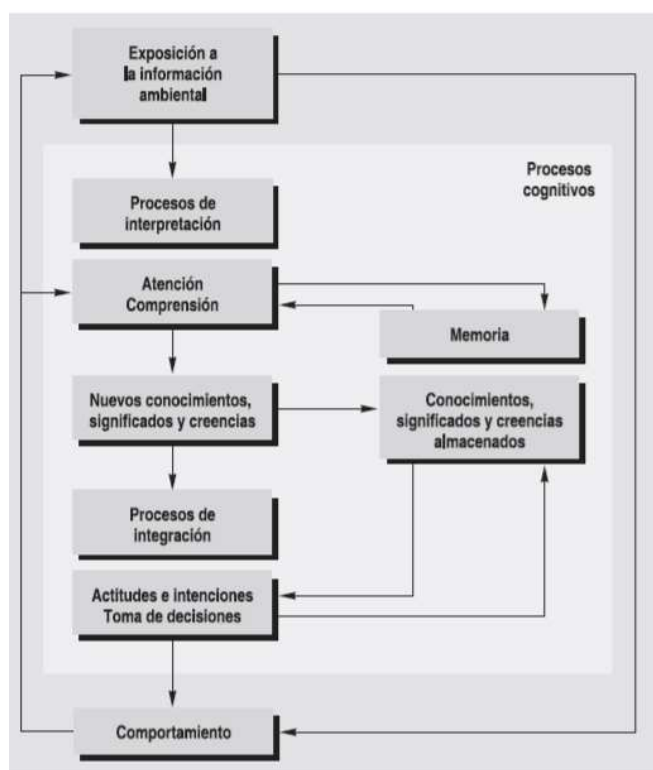 Exposición a
la información
ambiental
Procesos
cognitivos
Procesos de
interpretación
Atención
Comprensión
Memoria
Nuevos conocimientos,
significados y creencias
Conocimientos,
significados y creencias
almacenados
Procesos de
integración
Actitudes e intenciones
Toma de decisiones
Comportamiento